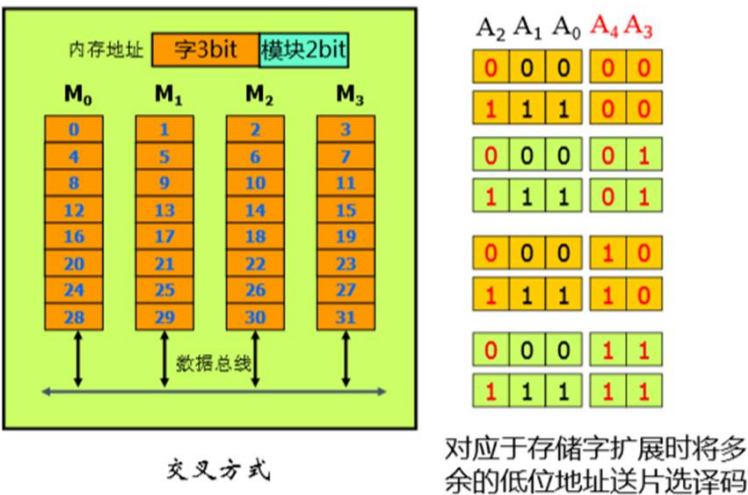 内存地址 字3bit 模块2bit
M0 M1 M2 M3
0 1 2 3
4 5 6 7
8 9 10 11
12 13 14 15
16 17 18 19
20 21 22 23
24 25 26 27
28 29 30 31
数据总线
交叉方式
A2 A1 A0 A4 A3
0 0 0 0 0
1 1 1 0 0
0 0 0 0 1
1 1 1 0 1
0 0 0 1 0
1 1 1 1 0
0 0 0 1 1
1 1 1 1 1
对应于存储字扩展时将多
余的低位地址送片选译码